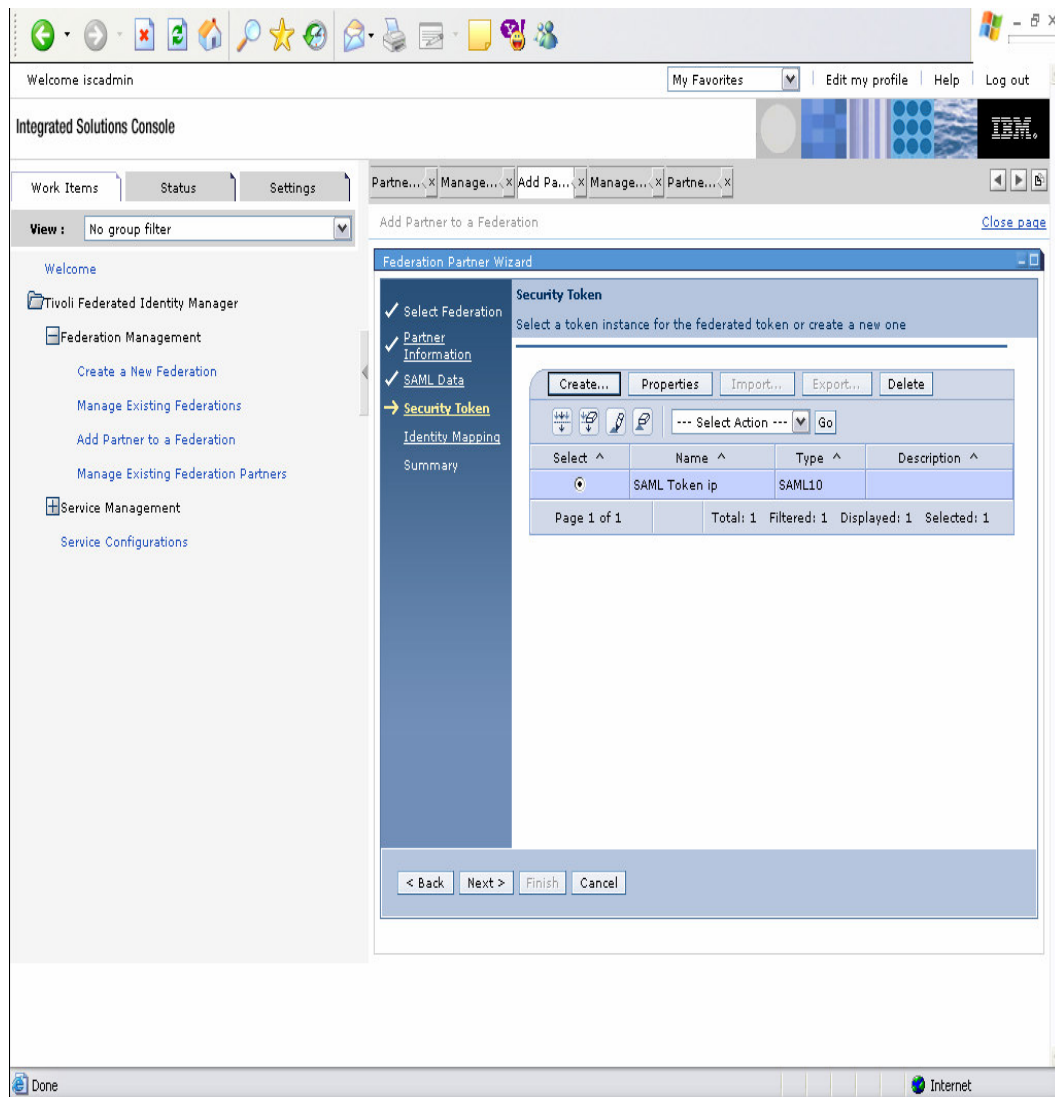 Welcome iscadmin
My Favorites
Edit my profile
Help
Log out
Integrated Solutions Console
IBM.
Work Items
Status
Settings
Partne...
X
Manage...
X
Add Pa...
X
Manage...
X
Partne...
X
View :
No group filter
Add Partner to a Federation
Close page
Welcome
Tivoli Federated Identity Manager
Federation Management
Create a New Federation
Manage Existing Federations
Add Partner to a Federation
Manage Existing Federation Partners
Service Management
Service Configurations
Federation Partner Wizard
Select Federation
Partner
Information
SAML Data
Security Token
Identity Mapping
Summary
Security Token
Select a token instance for the federated token or create a new one
Create...
Properties
Import...
Export...
Delete
--- Select Action ---
Go
Select ^
Name ^
Type ^
Description ^
SAML Token ip
SAML10
Page 1 of 1
Total: 1 Filtered: 1 Displayed: 1 Selected: 1
< Back
Next >
Finish
Cancel
Done
Internet